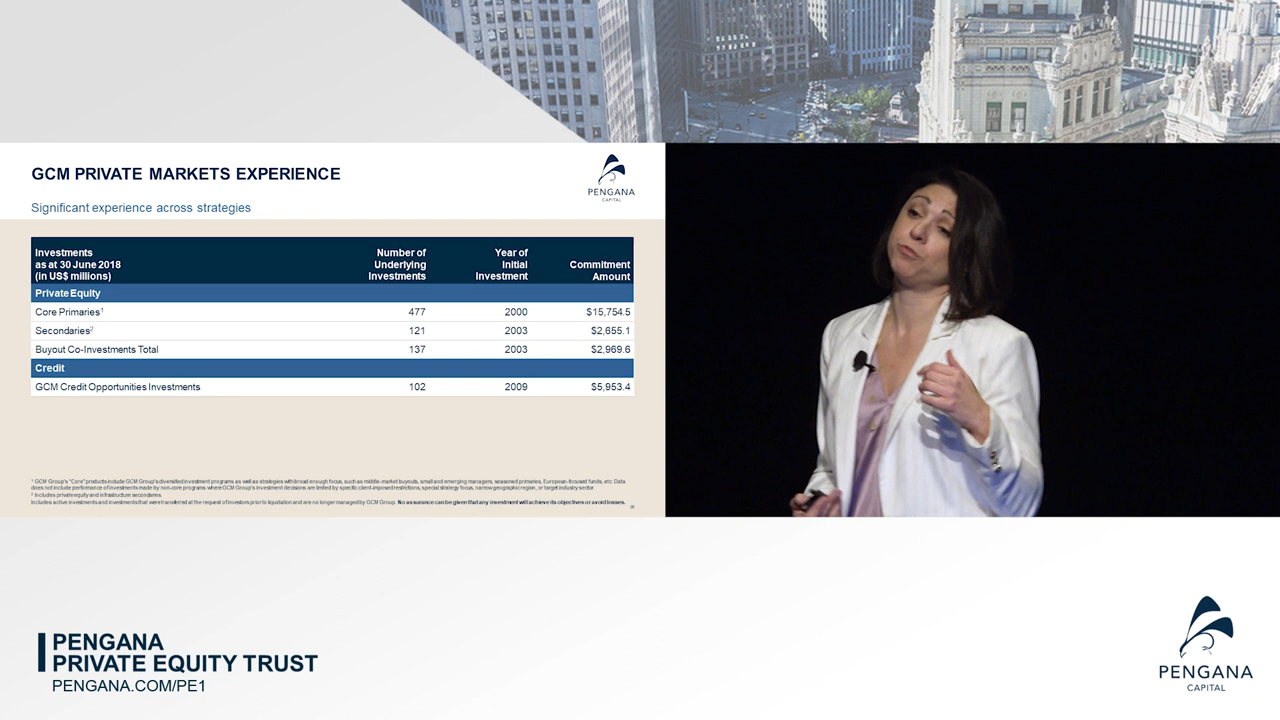 GCM PRIVATE MARKETS EXPERIENCE
PENGANA
CAPITAL
Significant experience across strategies
Investments as at 30 June 2018 (in US$ millions) Number of Underlying Investments Year of Initial Investment Commitment Amount
Private Equity
Core Primaries¹ 477 2000 $15,754.5
Secondaries² 121 2003 $2,655.1
Buyout Co-Investments Total 137 2003 $2,969.6
Credit
GCM Credit Opportunities Investments 102 2009 $5,953.4
¹ GCM Group's "Core" products include GCM Group's diversified investment programs as well as strategies with broad enough focus, such as middle-market buyouts, small and emerging managers, seasoned primaries, European-focused funds, etc. Data
does not include performance of investments made by non-core programs where GCM Group's investment decisions are limited by specific client-imposed restrictions, special strategy focus, narrow geographic region, or target industry sector
² Includes private equity and infrastructure secondaries.
Includes active investments and investments that were transferred at the request of investors prior to liquidation and are no longer managed by GCM Group. No assurance can be given that any investment will achieve its objectives or avoid losses.
PENGANA
PRIVATE EQUITY TRUST
PENGANA.COM/PE1
PENGANA
CAPITAL